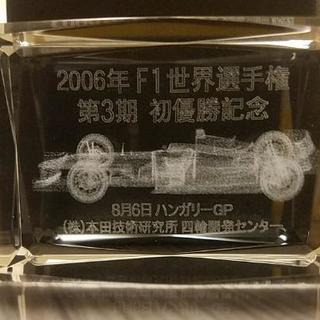 2006年 F1世界選手権
第3期 初優勝記念
8月6日 ハンガリーGP
(株)本田技術研究所 四輪開発センター